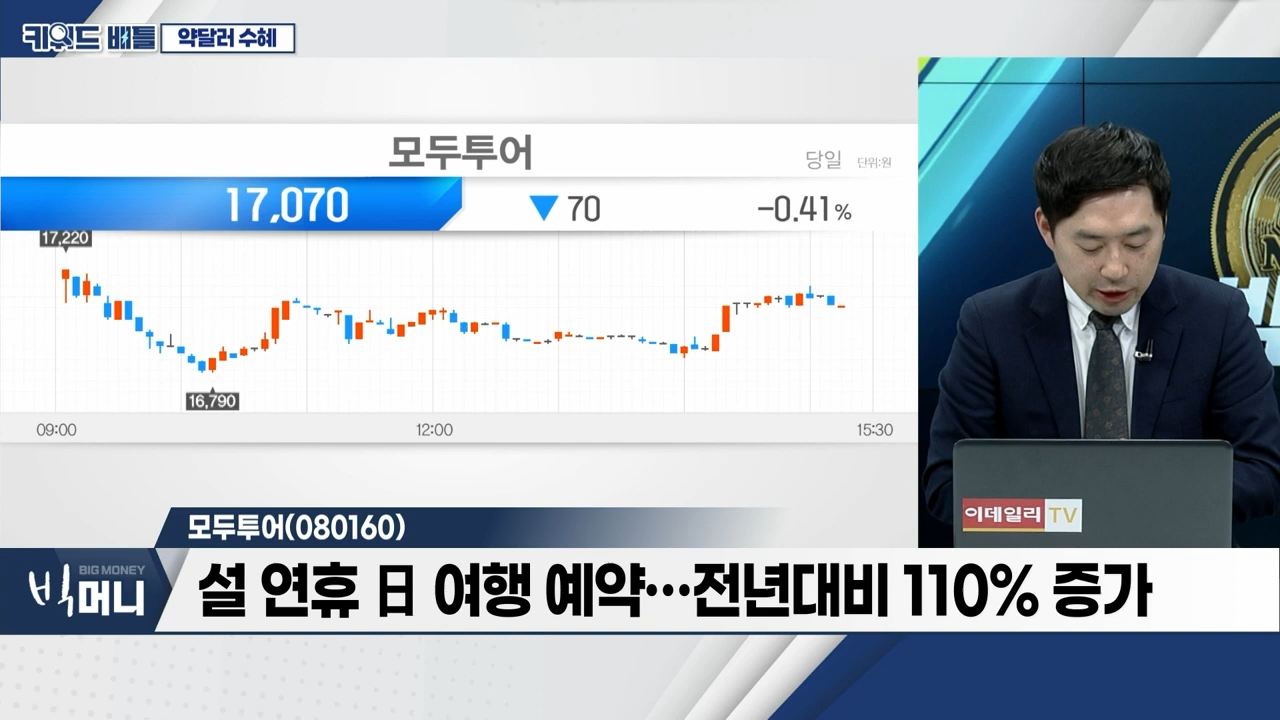 키워드 배틀 약달러 수혜
모두투어
당일 단위:원
17,070 ▼ 70 -0.41%
17,220
16,790
09:00 12:00 15:30
이데일리 TV
모두투어(080160)
BIG MONEY
빅머니
설 연휴 日 여행 예약…전년대비 110% 증가